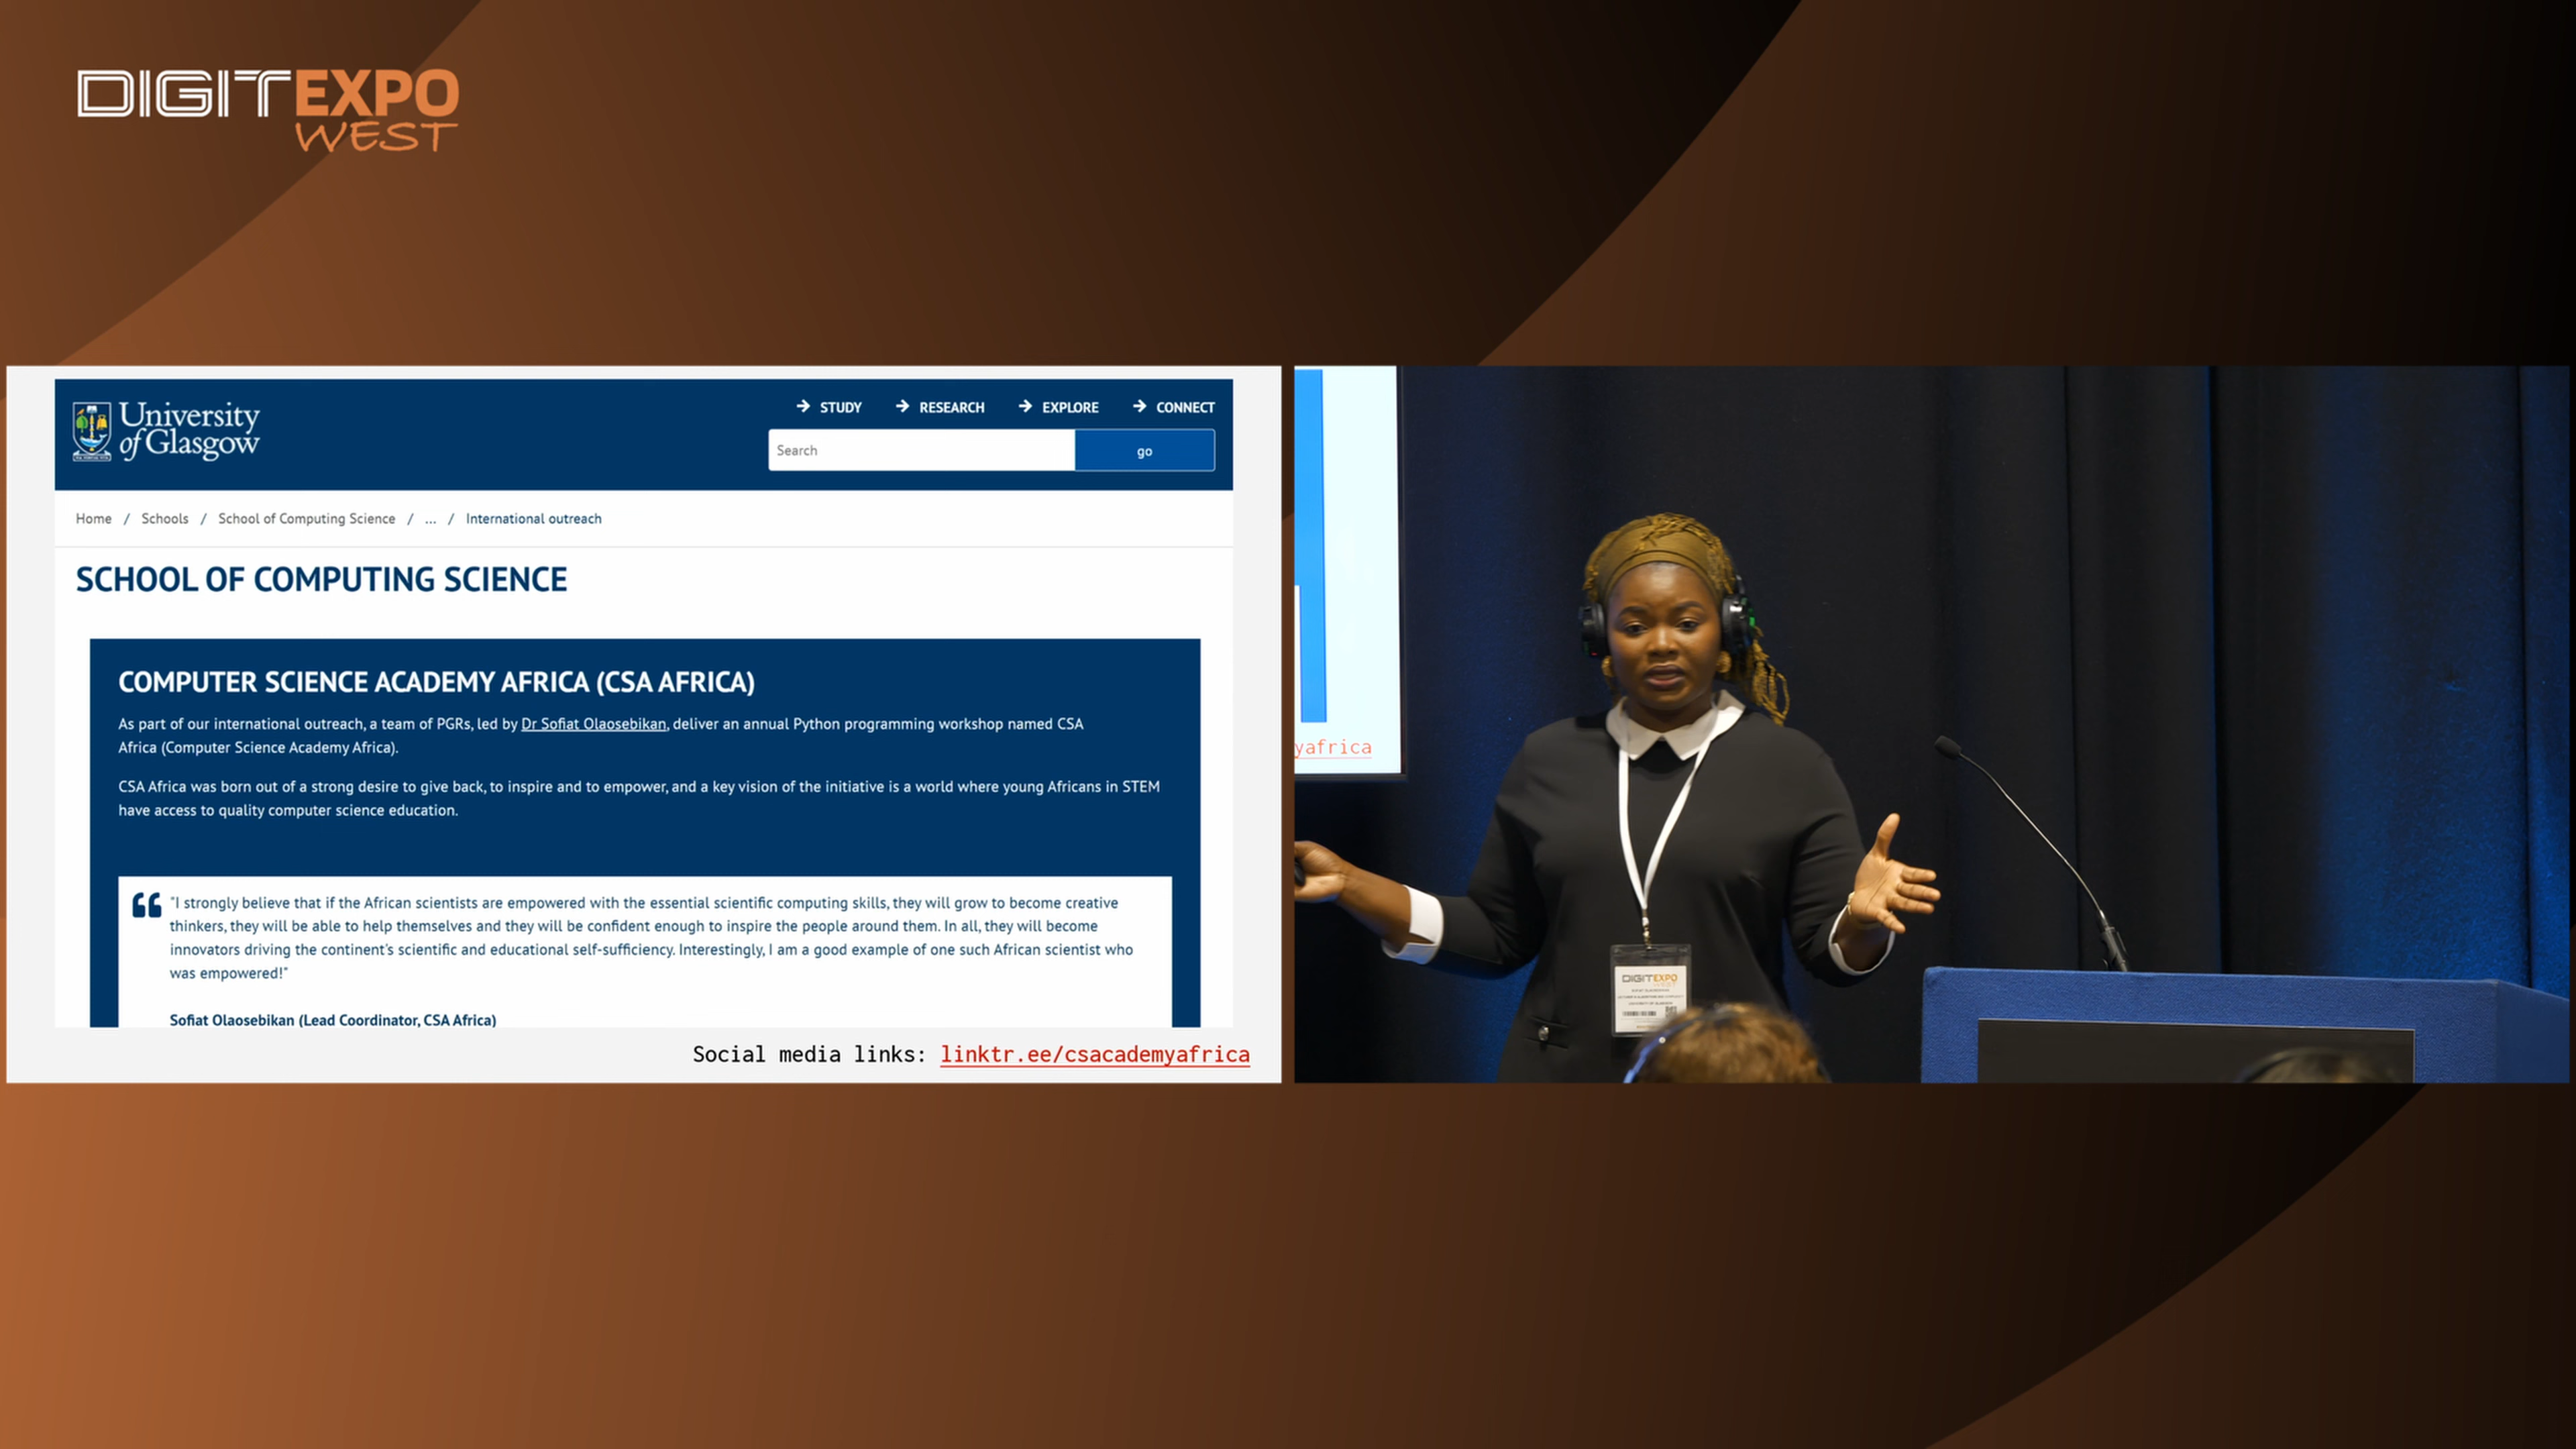 DIGITEXPO
WEST
University
of Glasgow
STUDY RESEARCH EXPLORE CONNECT
Search go
Home / Schools / School of Computing Science / ... / International outreach
SCHOOL OF COMPUTING SCIENCE
COMPUTER SCIENCE ACADEMY AFRICA (CSA AFRICA)
As part of our international outreach, a team of PGRs, led by Dr Sofiat Olaosebikan, deliver an annual Python programming workshop named CSA
Africa (Computer Science Academy Africa).
CSA Africa was born out of a strong desire to give back, to inspire and to empower, and a key vision of the initiative is a world where young Africans in STEM
have access to quality computer science education.
"I strongly believe that if the African scientists are empowered with the essential scientific computing skills, they will grow to become creative
thinkers, they will be able to help themselves and they will be confident enough to inspire the people around them. In all, they will become
innovators driving the continent's scientific and educational self-sufficiency. Interestingly, I am a good example of one such African scientist who
was empowered!"
Sofiat Olaosebikan (Lead Coordinator, CSA Africa)
Social media links: linktr.ee/csacademyafrica
yafrica
DIGITEXPO